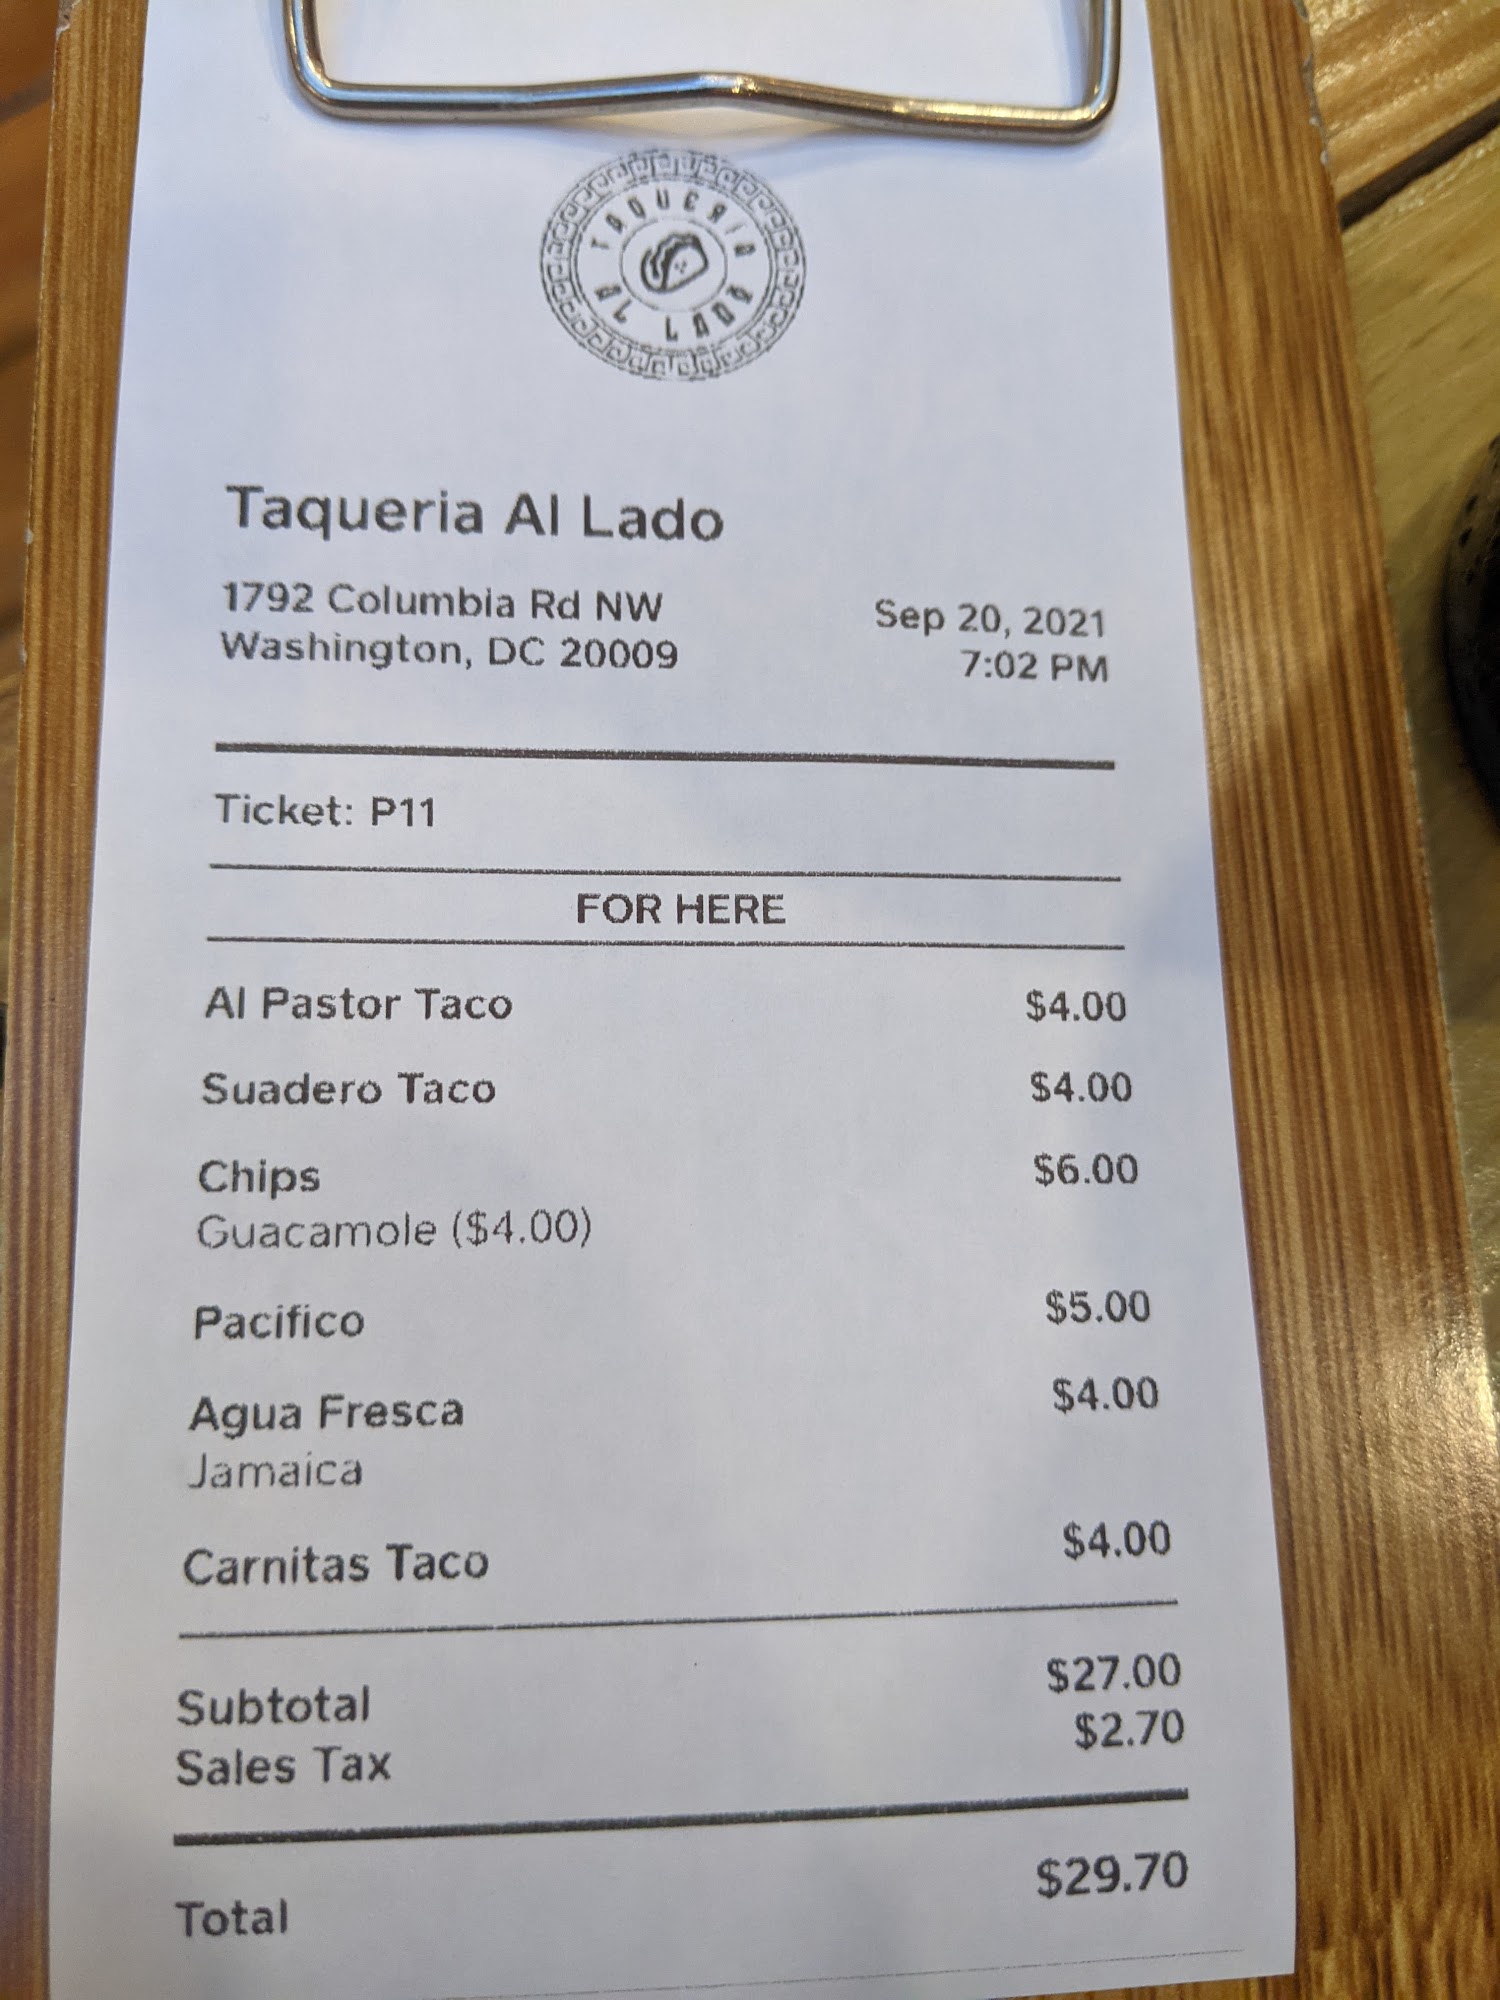 TAQUERIA
AL LADO
Taqueria Al Lado
1792 Columbia Rd NW
Washington, DC 20009
Sep 20, 2021
7:02 PM
Ticket: P11
FOR HERE
Al Pastor Taco $4.00
Suadero Taco $4.00
Chips $6.00
Guacamole ($4.00)
Pacifico $5.00
Agua Fresca $4.00
Jamaica
Carnitas Taco $4.00
Subtotal $27.00
Sales Tax $2.70
Total $29.70